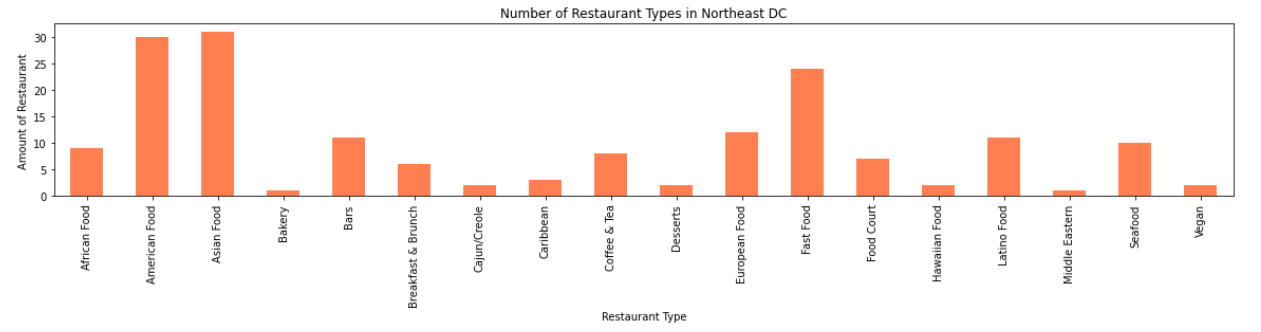 Number of Restaurant Types in Northeast DC
Amount of Restaurant
30
25
20
15
10
5
0
African Food
American Food
Asian Food
Bakery
Bars
Breakfast & Brunch
Cajun/Creole
Caribbean
Coffee & Tea
Desserts
European Food
Fast Food
Food Court
Hawaiian Food
Latino Food
Middle Eastern
Seafood
Vegan
Restaurant Type